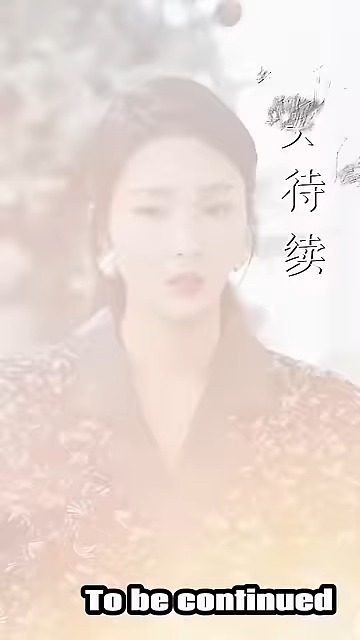 待
续
To be continued